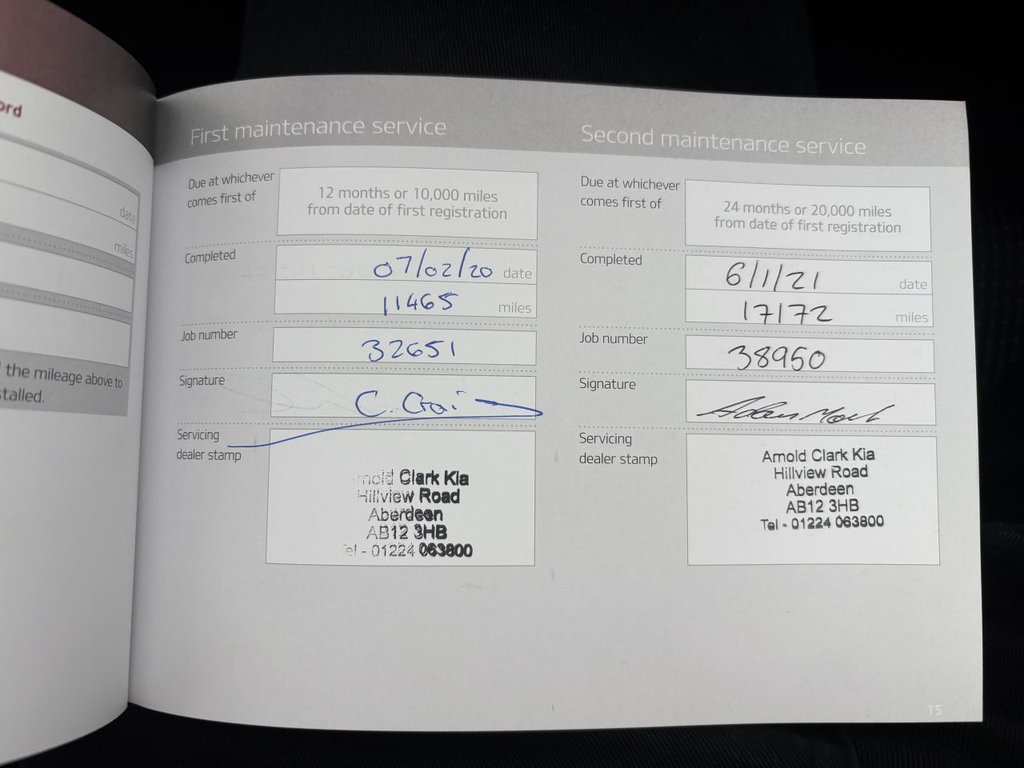 ord
date
miles
the mileage above to
talled.
First maintenance service
Due at whichever
comes first of
12 months or 10,000 miles
from date of first registration
Completed
07/02/20 date
11465 miles
Job number
32651
Signature
C. Crai
Servicing
dealer stamp
Arnold Clark Kia
Hillview Road
Aberdeen
AB12 3HB
Tel - 01224 063800
Second maintenance service
Due at whichever
comes first of
24 months or 20,000 miles
from date of first registration
Completed
6/1/21 date
17172 miles
Job number
38950
Signature
Servicing
dealer stamp
Arnold Clark Kia
Hillview Road
Aberdeen
AB12 3HB
Tel - 01224 063800
15